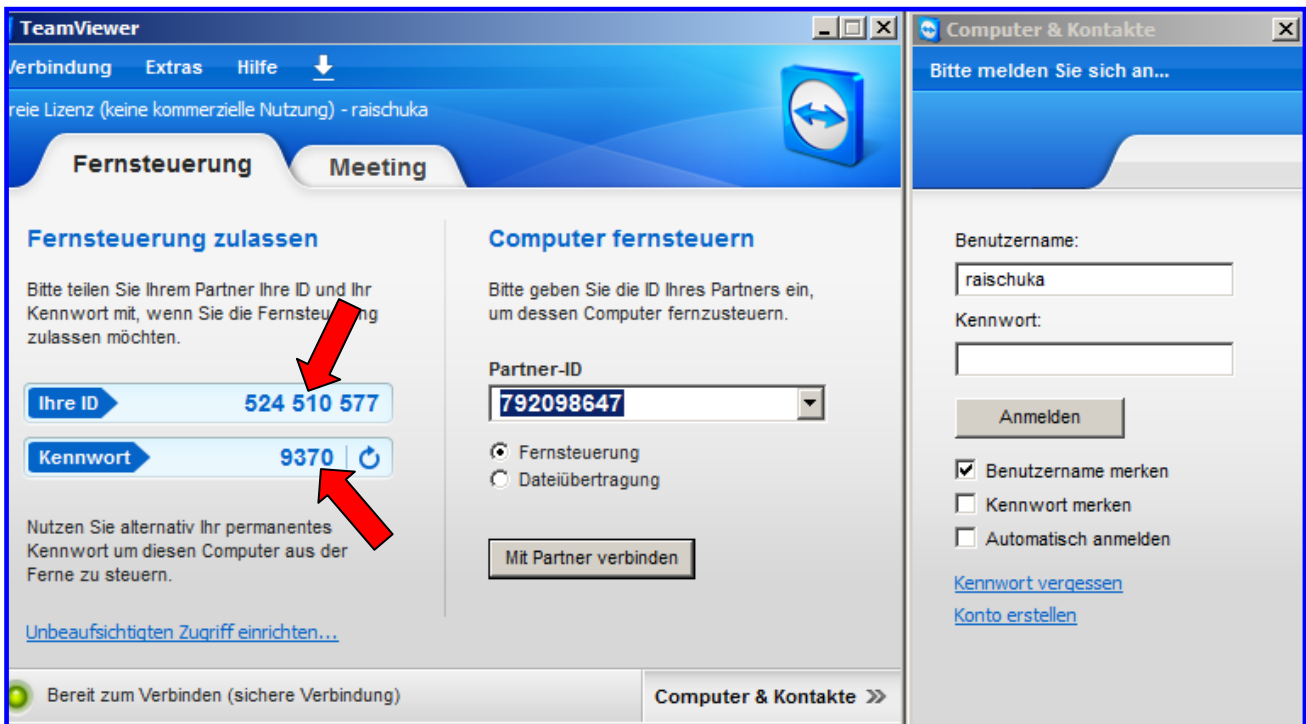 TeamViewer
Verbindung Extras Hilfe
reie Lizenz (keine kommerzielle Nutzung) - raischuka
Fernsteuerung Meeting
Fernsteuerung zulassen
Bitte teilen Sie Ihrem Partner Ihre ID und Ihr
Kennwort mit, wenn Sie die Fernsteuerung
zulassen möchten.
Ihre ID 524 510 577
Kennwort 9370
Nutzen Sie alternativ Ihr permanentes
Kennwort um diesen Computer aus der
Ferne zu steuern.
Unbeaufsichtigten Zugriff einrichten...
Computer fernsteuern
Bitte geben Sie die ID Ihres Partners ein,
um dessen Computer fernzusteuern.
Partner-ID
792098647
Fernsteuerung
Dateiübertragung
Mit Partner verbinden
Bereit zum Verbinden (sichere Verbindung)
Computer & Kontakte >>
Computer & Kontakte
Bitte melden Sie sich an...
Benutzername:
raischuka
Kennwort:
Anmelden
Benutzername merken
Kennwort merken
Automatisch anmelden
Kennwort vergessen
Konto erstellen